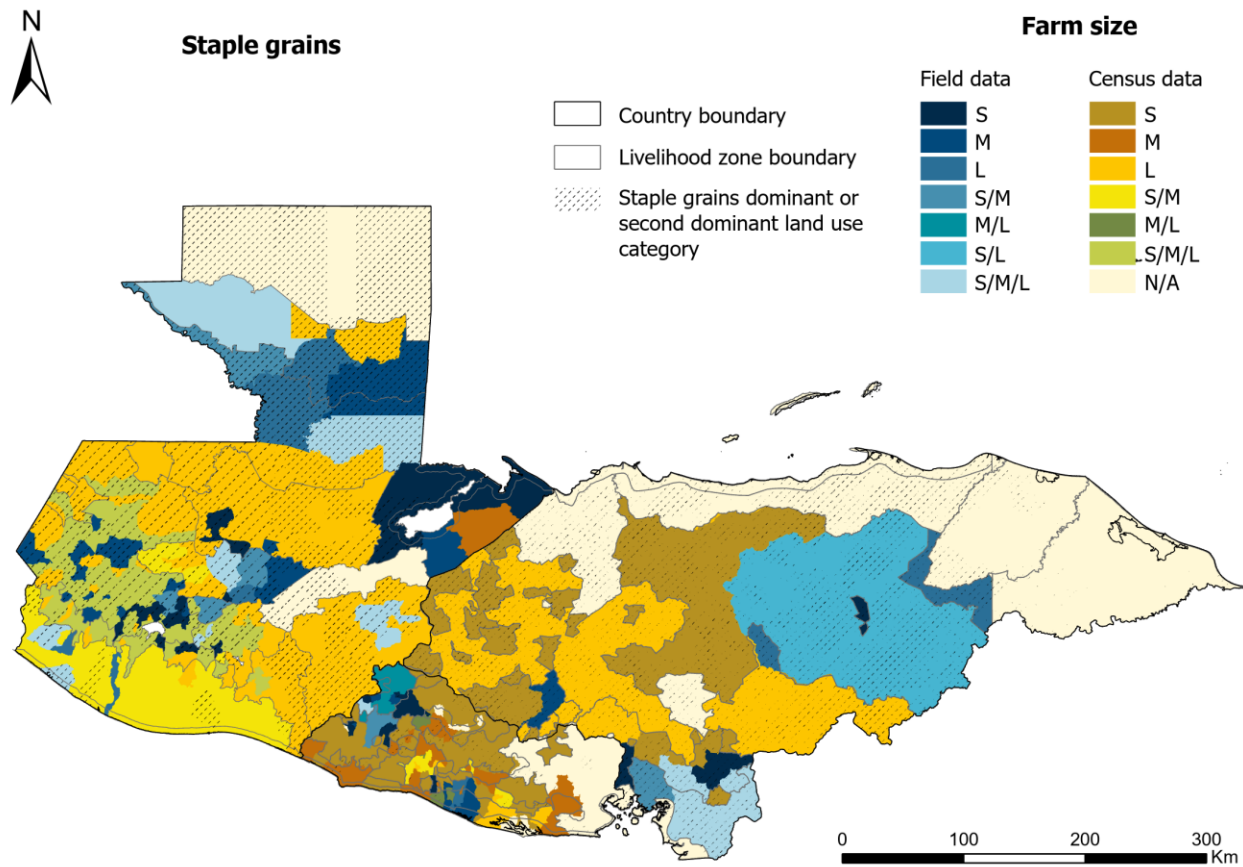 N
Staple grains
Farm size
Field data
Census data
Country boundary
Livelihood zone boundary
Staple grains dominant or
second dominant land use
category
S
M
L
S/M
M/L
S/L
S/M/L
S
M
L
S/M
M/L
S/M/L
N/A
0 100 200 300
Km